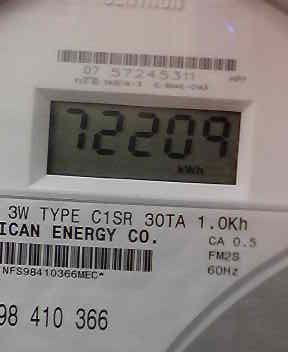 CENTRON
07 57245311
72209
kWh
3W TYPE C1SR 30TA 1.0Kh
ICAN ENERGY CO.
CA 0.5
FM2S
60Hz
NFS98410366MEC*
98 410 366